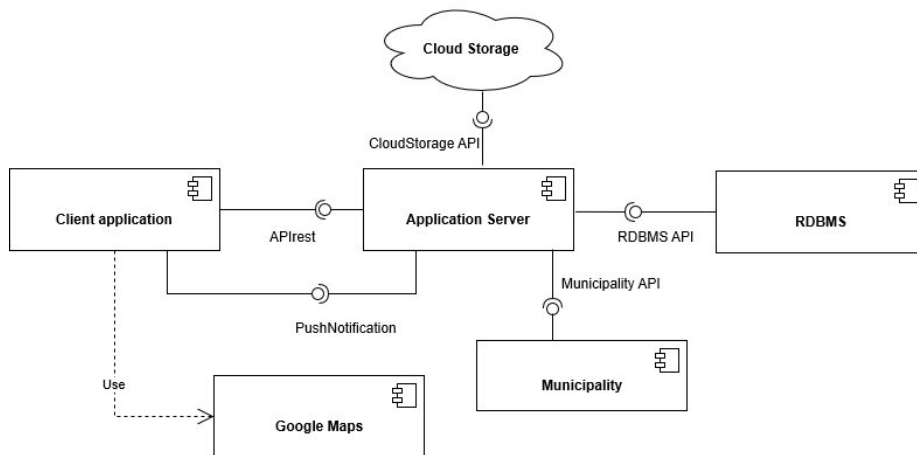 Cloud Storage
CloudStorage API
Client application
Application Server
RDBMS
APIrest
RDBMS API
Municipality API
PushNotification
Use
Municipality
Google Maps